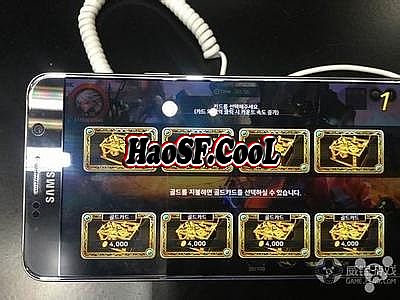 카드를 선택해주세요
1
HaoSF.CooL
SAMSUNG
골드를 지불하면 골드카드를 선택하실 수 있습니다.
골드카드 골드카드 골드카드 골드카드
4,000 4,000 4,000 4,000